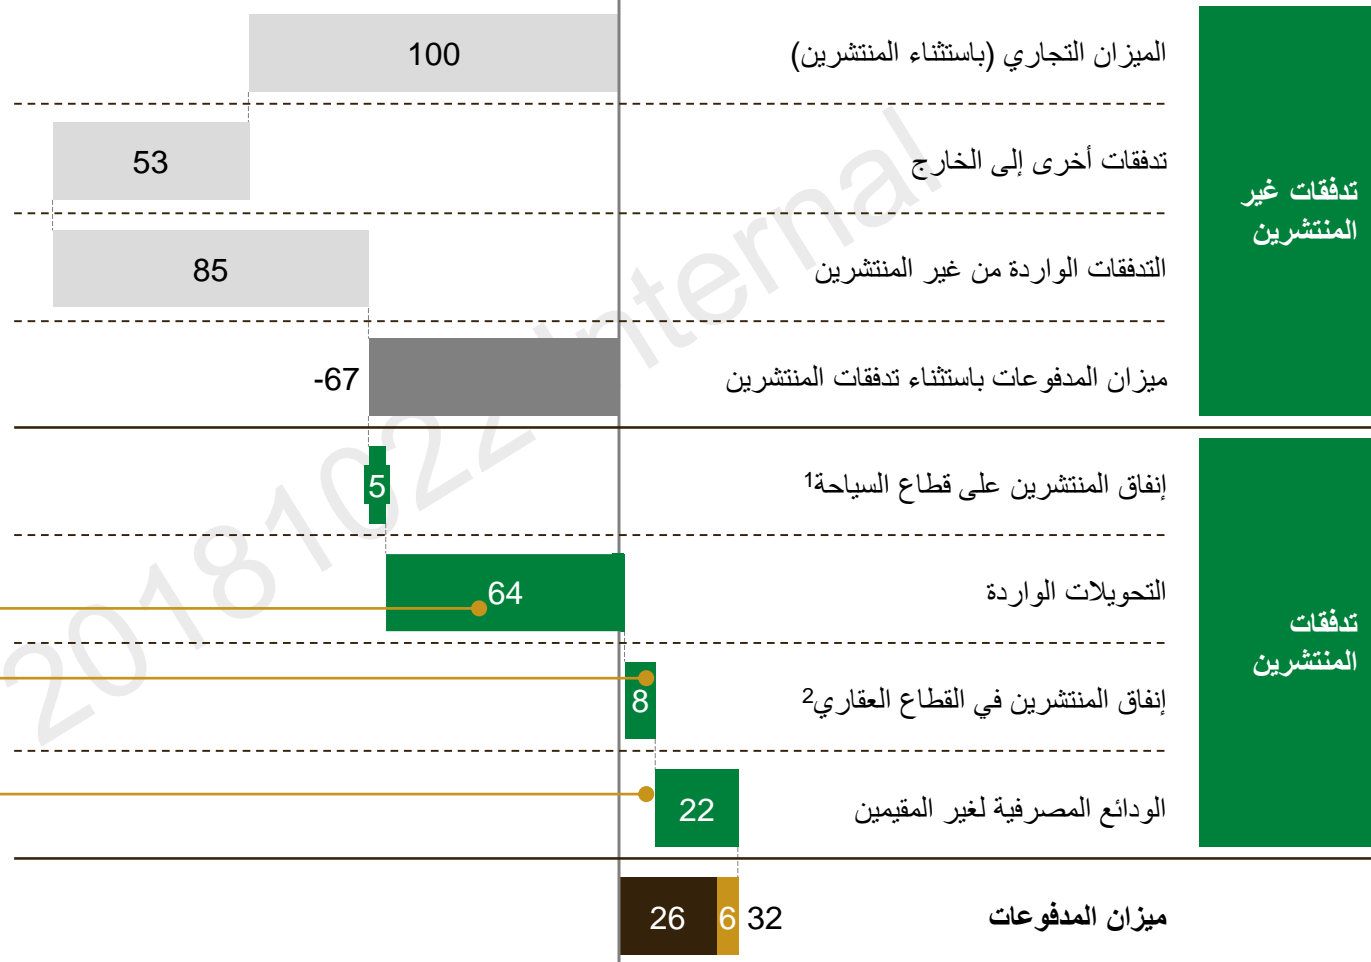 تدفقات غير
المنتشرين
الميزان التجاري (باستثناء المنتشرين)
100
تدفقات أخرى إلى الخارج
53
التدفقات الواردة من غير المنتشرين
85
ميزان المدفوعات باستثناء تدفقات المنتشرين
-67
تدفقات
المنتشرين
إنفاق المنتشرين على قطاع السياحة1
5
التحويلات الواردة
64
إنفاق المنتشرين في القطاع العقاري2
8
الودائع المصرفية لغير المقيمين
22
ميزان المدفوعات
26 6 32
20181022 Internal